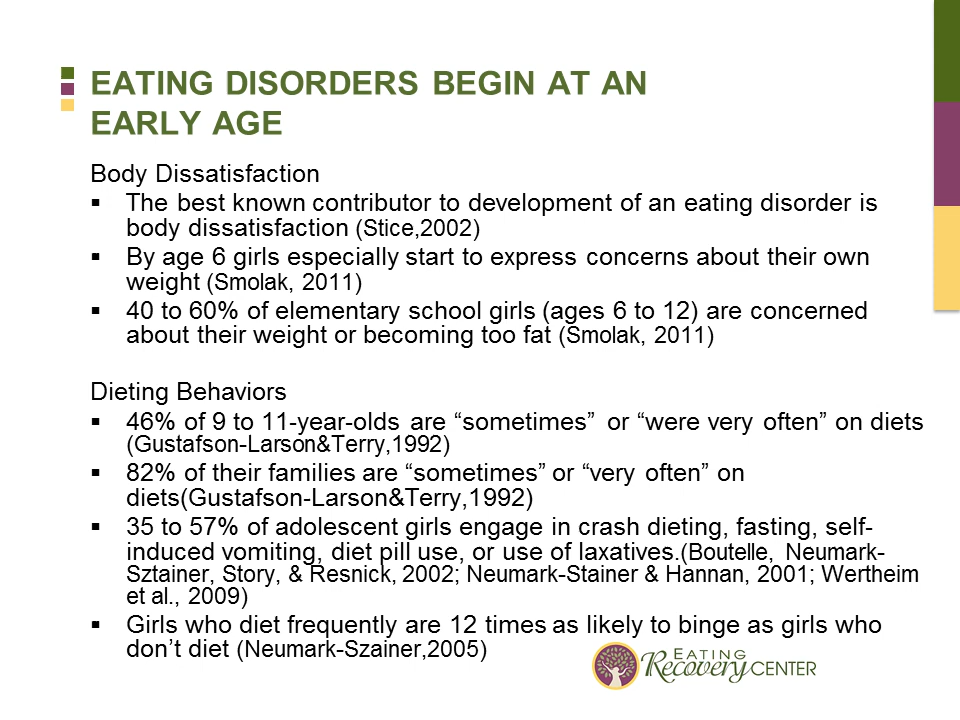 EATING DISORDERS BEGIN AT AN
EARLY AGE
Body Dissatisfaction
▪ The best known contributor to development of an eating disorder is
body dissatisfaction (Stice,2002)
▪ By age 6 girls especially start to express concerns about their own
weight (Smolak, 2011)
▪ 40 to 60% of elementary school girls (ages 6 to 12) are concerned
about their weight or becoming too fat (Smolak, 2011)
Dieting Behaviors
▪ 46% of 9 to 11-year-olds are “sometimes” or “were very often” on diets
(Gustafson-Larson&Terry,1992)
▪ 82% of their families are “sometimes” or “very often” on
diets(Gustafson-Larson&Terry,1992)
▪ 35 to 57% of adolescent girls engage in crash dieting, fasting, self-
induced vomiting, diet pill use, or use of laxatives.(Boutelle, Neumark-
Sztainer, Story, & Resnick, 2002; Neumark-Stainer & Hannan, 2001; Wertheim
et al., 2009)
▪ Girls who diet frequently are 12 times as likely to binge as girls who
don’t diet (Neumark-Szainer,2005)
EATING
Recovery CENTER